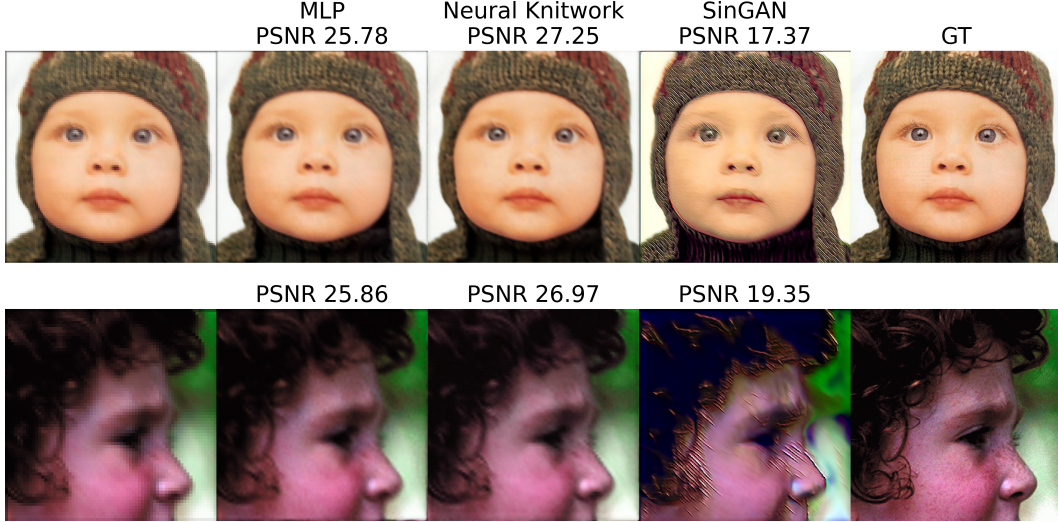 MLP
PSNR 25.78
Neural Knitwork
PSNR 27.25
SinGAN
PSNR 17.37
GT
PSNR 25.86
PSNR 26.97
PSNR 19.35